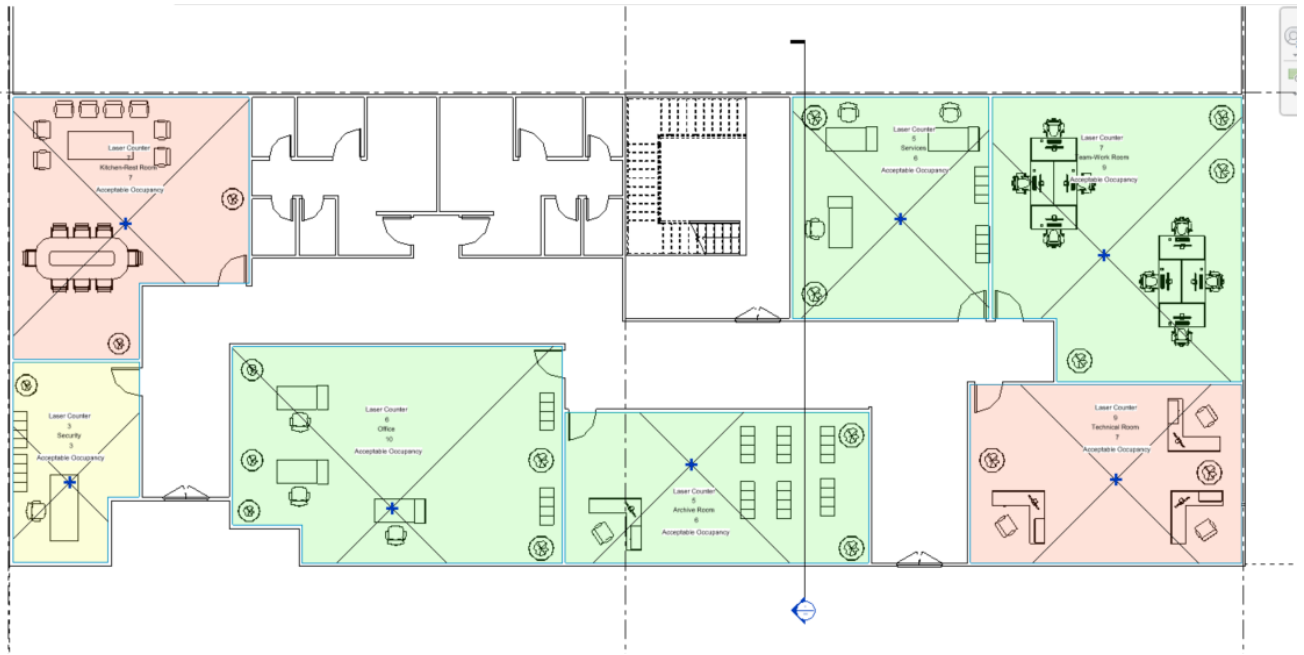 Laser Counter
Kitchen-Rest Room
7
Acceptable Occupancy
Laser Counter
3
Security
3
Acceptable Occupancy
Laser Counter
6
Office
10
Acceptable Occupancy
Laser Counter
5
Archive Room
6
Acceptable Occupancy
Laser Counter
5
Services
6
Acceptable Occupancy
Laser Counter
7
eam-Work Room
9
Acceptable Occupancy
Laser Counter
9
Technical Room
7
Acceptable Occupancy